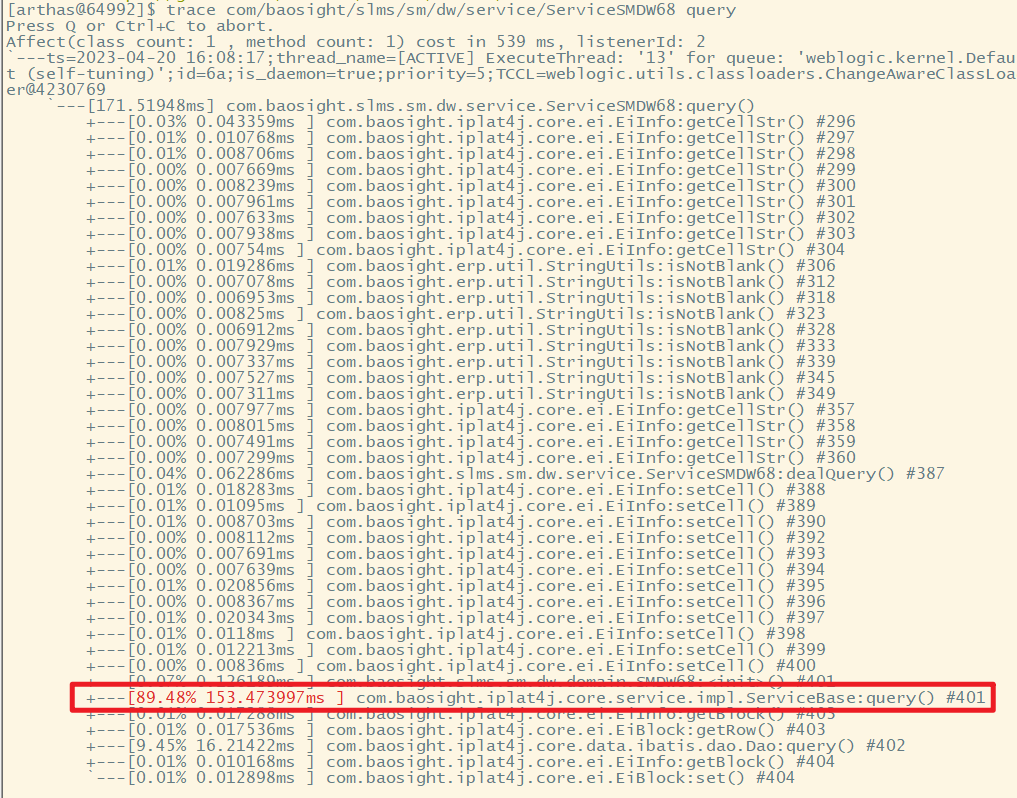 [arthas@64992]$ trace com/baosight/slms/sm/dw/service/ServiceSMDW68 query
Press Q or Ctrl+C to abort.
Affect(class count: 1 , method count: 1) cost in 539 ms, listenerId: 2
`---ts=2023-04-20 16:08:17;thread_name=[ACTIVE] ExecuteThread: '13' for queue: 'weblogic.kernel.Defau
t (self-tuning)';id=6a;is_daemon=true;priority=5;TCCL=weblogic.utils.classloaders.ChangeAwareClassLoa
er@4230769
`---[171.51948ms] com.baosight.slms.sm.dw.service.ServiceSMDW68:query()
+---[0.03% 0.043359ms ] com.baosight.iplat4j.core.ei.EiInfo:getCellStr() #296
+---[0.01% 0.010768ms ] com.baosight.iplat4j.core.ei.EiInfo:getCellStr() #297
+---[0.01% 0.008706ms ] com.baosight.iplat4j.core.ei.EiInfo:getCellStr() #298
+---[0.00% 0.007669ms ] com.baosight.iplat4j.core.ei.EiInfo:getCellStr() #299
+---[0.00% 0.008239ms ] com.baosight.iplat4j.core.ei.EiInfo:getCellStr() #300
+---[0.00% 0.007961ms ] com.baosight.iplat4j.core.ei.EiInfo:getCellStr() #301
+---[0.00% 0.007633ms ] com.baosight.iplat4j.core.ei.EiInfo:getCellStr() #302
+---[0.00% 0.007938ms ] com.baosight.iplat4j.core.ei.EiInfo:getCellStr() #303
+---[0.00% 0.00754ms ] com.baosight.iplat4j.core.ei.EiInfo:getCellStr() #304
+---[0.01% 0.019286ms ] com.baosight.erp.util.StringUtils:isNotBlank() #306
+---[0.00% 0.007078ms ] com.baosight.erp.util.StringUtils:isNotBlank() #312
+---[0.00% 0.006953ms ] com.baosight.erp.util.StringUtils:isNotBlank() #318
+---[0.00% 0.00825ms ] com.baosight.erp.util.StringUtils:isNotBlank() #323
+---[0.00% 0.006912ms ] com.baosight.erp.util.StringUtils:isNotBlank() #328
+---[0.00% 0.007929ms ] com.baosight.erp.util.StringUtils:isNotBlank() #333
+---[0.00% 0.007337ms ] com.baosight.erp.util.StringUtils:isNotBlank() #339
+---[0.00% 0.007527ms ] com.baosight.erp.util.StringUtils:isNotBlank() #345
+---[0.00% 0.007311ms ] com.baosight.erp.util.StringUtils:isNotBlank() #349
+---[0.00% 0.007977ms ] com.baosight.iplat4j.core.ei.EiInfo:getCellStr() #357
+---[0.00% 0.008015ms ] com.baosight.iplat4j.core.ei.EiInfo:getCellStr() #358
+---[0.00% 0.007491ms ] com.baosight.iplat4j.core.ei.EiInfo:getCellStr() #359
+---[0.00% 0.007299ms ] com.baosight.iplat4j.core.ei.EiInfo:getCellStr() #360
+---[0.04% 0.062286ms ] com.baosight.slms.sm.dw.service.ServiceSMDW68:dealQuery() #387
+---[0.01% 0.018283ms ] com.baosight.iplat4j.core.ei.EiInfo:setCell() #388
+---[0.01% 0.01095ms ] com.baosight.iplat4j.core.ei.EiInfo:setCell() #389
+---[0.01% 0.008703ms ] com.baosight.iplat4j.core.ei.EiInfo:setCell() #390
+---[0.00% 0.008112ms ] com.baosight.iplat4j.core.ei.EiInfo:setCell() #392
+---[0.00% 0.007691ms ] com.baosight.iplat4j.core.ei.EiInfo:setCell() #393
+---[0.00% 0.007639ms ] com.baosight.iplat4j.core.ei.EiInfo:setCell() #394
+---[0.01% 0.020856ms ] com.baosight.iplat4j.core.ei.EiInfo:setCell() #395
+---[0.00% 0.008367ms ] com.baosight.iplat4j.core.ei.EiInfo:setCell() #396
+---[0.01% 0.020343ms ] com.baosight.iplat4j.core.ei.EiInfo:setCell() #397
+---[0.01% 0.0118ms ] com.baosight.iplat4j.core.ei.EiInfo:setCell() #398
+---[0.01% 0.012213ms ] com.baosight.iplat4j.core.ei.EiInfo:setCell() #399
+---[0.00% 0.00836ms ] com.baosight.iplat4j.core.ei.EiInfo:setCell() #400
+---[0.07% 0.126189ms ] com.baosight.slms.sm.dw.domain.SMDW68:<init>() #401
+---[89.48% 153.473997ms ] com.baosight.iplat4j.core.service.impl.ServiceBase:query() #401
+---[0.01% 0.017288ms ] com.baosight.iplat4j.core.ei.EiInfo:getBlock() #403
+---[0.01% 0.017536ms ] com.baosight.iplat4j.core.ei.EiBlock:getRow() #403
+---[9.45% 16.21422ms ] com.baosight.iplat4j.core.data.ibatis.dao.Dao:query() #402
+---[0.01% 0.010168ms ] com.baosight.iplat4j.core.ei.EiInfo:getBlock() #404
`---[0.01% 0.012898ms ] com.baosight.iplat4j.core.ei.EiBlock:set() #404